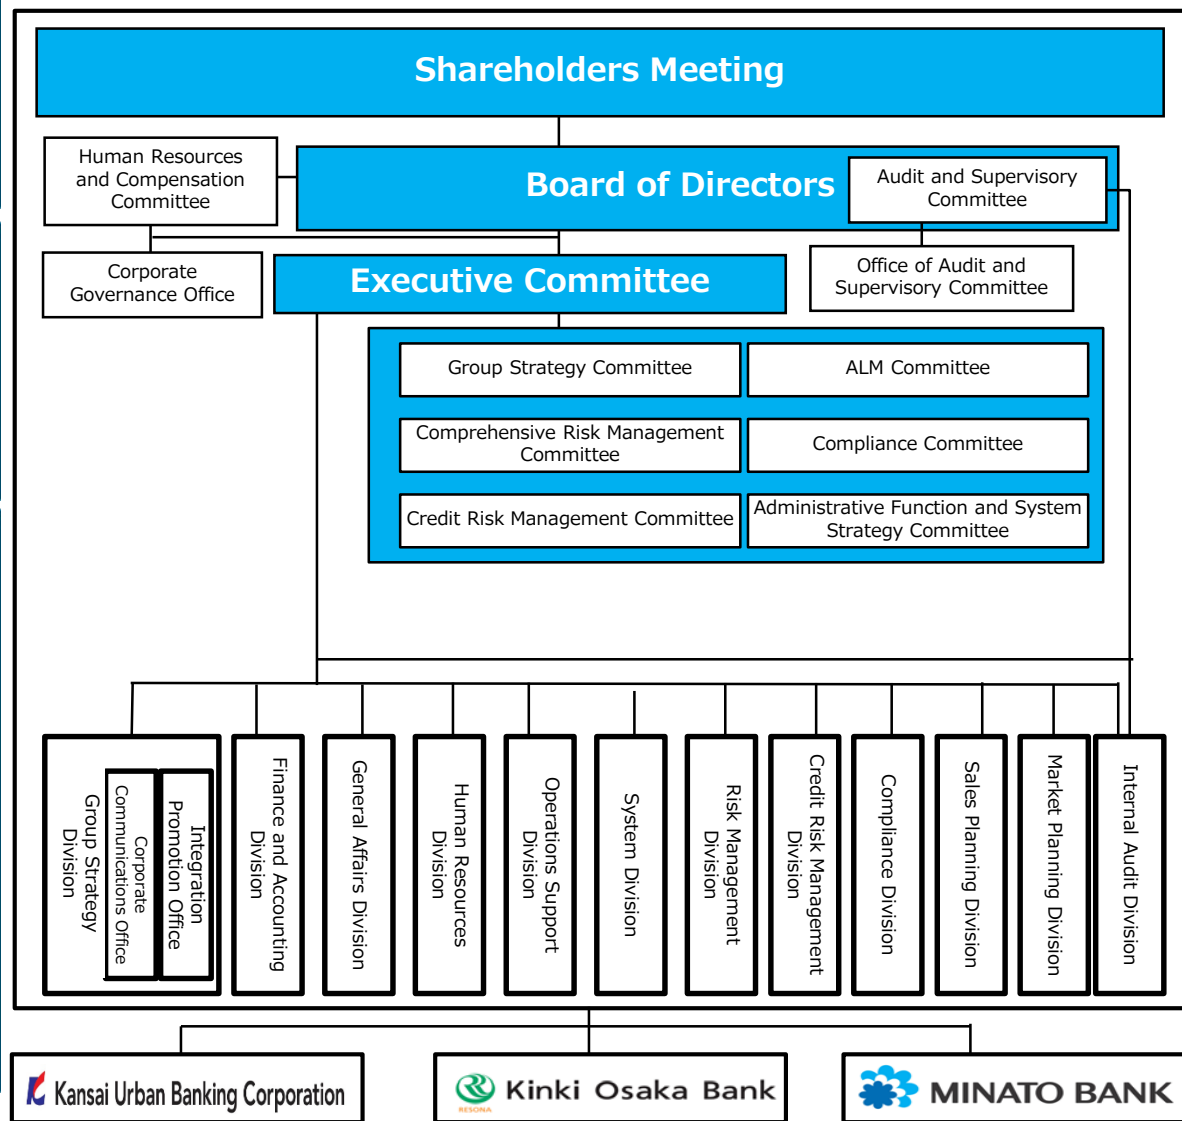 Shareholders Meeting
Human Resources
and Compensation
Committee
Board of Directors
Audit and Supervisory
Committee
Corporate
Governance Office
Executive Committee
Office of Audit and
Supervisory Committee
Group Strategy Committee
ALM Committee
Comprehensive Risk Management
Committee
Compliance Committee
Credit Risk Management Committee
Administrative Function and System
Strategy Committee
Group Strategy
Division
Corporate
Communications Office
Integration
Promotion Office
Finance and Accounting
Division
General Affairs Division
Human Resources
Division
Operations Support
Division
System Division
Risk Management
Division
Credit Risk Management
Division
Compliance Division
Sales Planning Division
Market Planning Division
Internal Audit Division
Kansai Urban Banking Corporation
RESONA
Kinki Osaka Bank
MINATO BANK